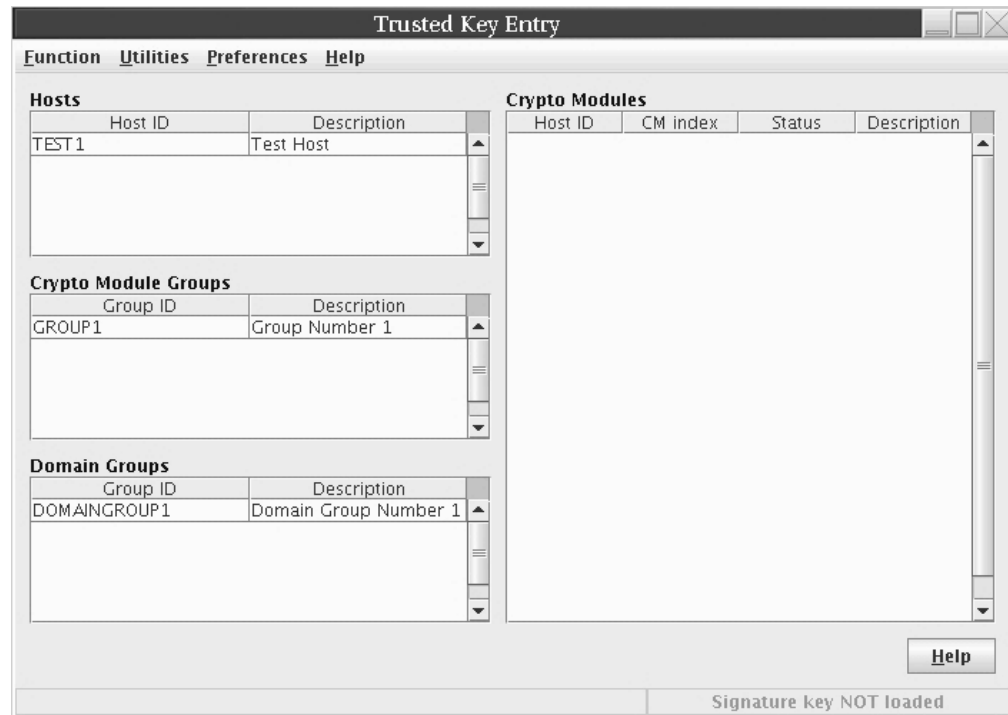 Trusted Key Entry
Function Utilities Preferences Help
Hosts
Host ID Description
TEST1 Test Host
Crypto Module Groups
Group ID Description
GROUP1 Group Number 1
Domain Groups
Group ID Description
DOMAINGROUP1 Domain Group Number 1
Crypto Modules
Host ID CM index Status Description
Help
Signature key NOT loaded